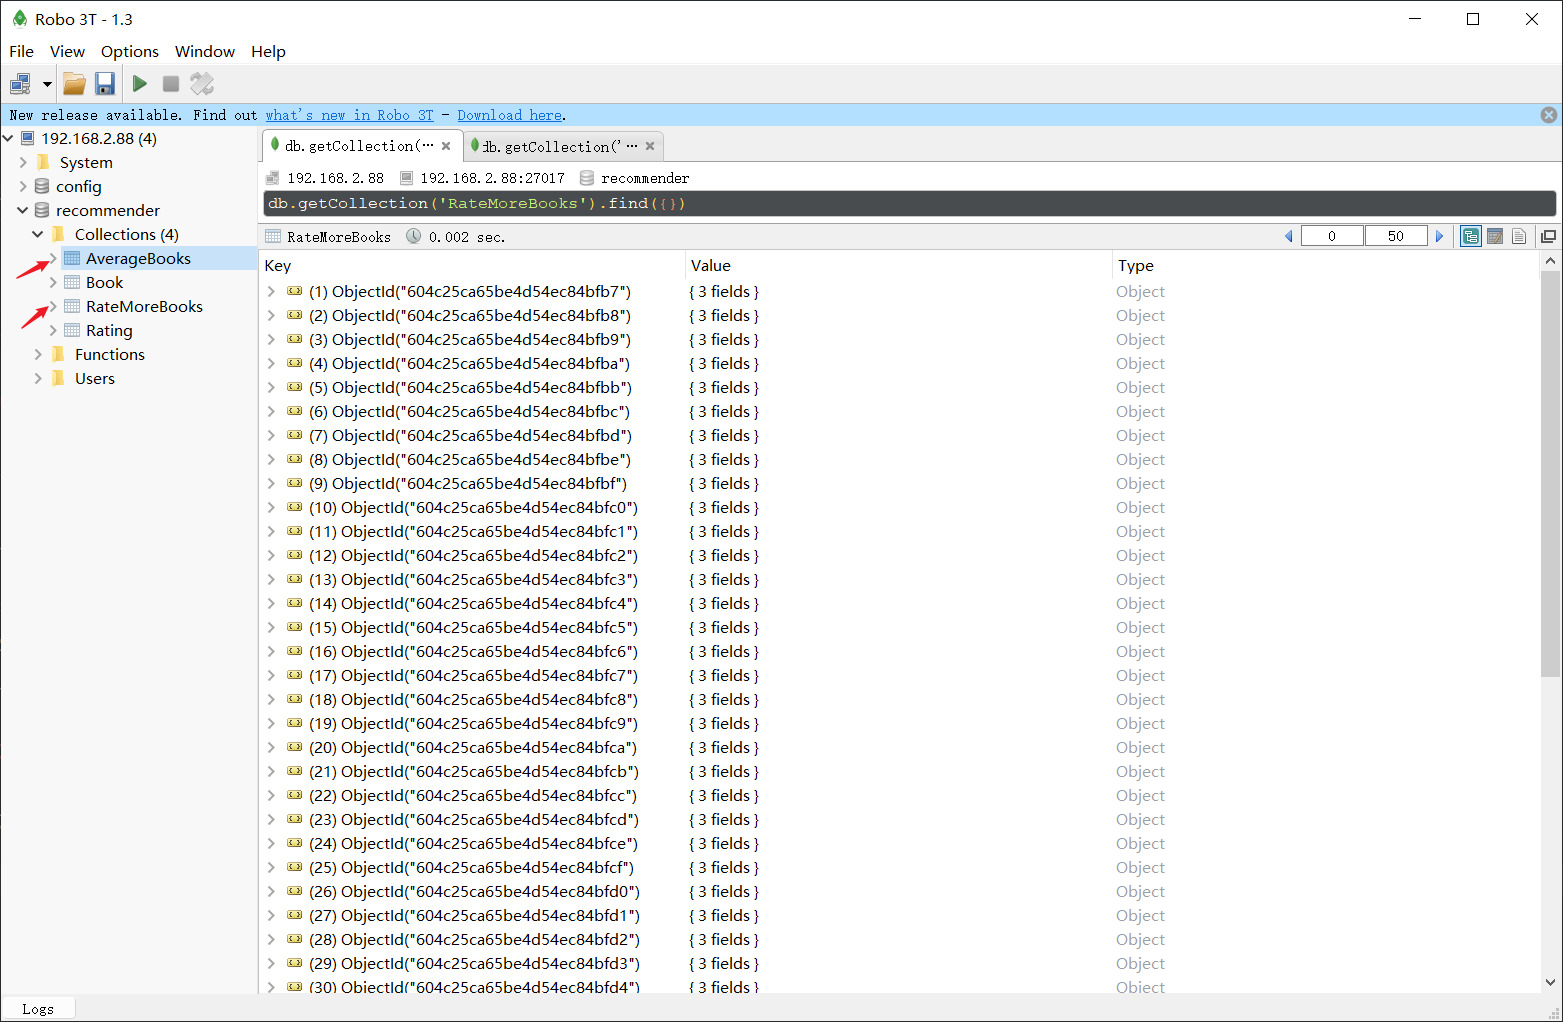 Robo 3T - 1.3
File View Options Window Help
New release available. Find out what's new in Robo 3T - Download here.
192.168.2.88 (4)
System
config
recommender
Collections (4)
AverageBooks
Book
RateMoreBooks
Rating
Functions
Users
db.getCollection(··· db.getCollection('···
192.168.2.88 192.168.2.88:27017 recommender
db.getCollection('RateMoreBooks').find({})
RateMoreBooks 0.002 sec. 0 50
Key Value Type
(1) ObjectId("604c25ca65be4d54ec84bfb7") { 3 fields } Object
(2) ObjectId("604c25ca65be4d54ec84bfb8") { 3 fields } Object
(3) ObjectId("604c25ca65be4d54ec84bfb9") { 3 fields } Object
(4) ObjectId("604c25ca65be4d54ec84bfba") { 3 fields } Object
(5) ObjectId("604c25ca65be4d54ec84bfbb") { 3 fields } Object
(6) ObjectId("604c25ca65be4d54ec84bfbc") { 3 fields } Object
(7) ObjectId("604c25ca65be4d54ec84bfbd") { 3 fields } Object
(8) ObjectId("604c25ca65be4d54ec84bfbe") { 3 fields } Object
(9) ObjectId("604c25ca65be4d54ec84bfbf") { 3 fields } Object
(10) ObjectId("604c25ca65be4d54ec84bfc0") { 3 fields } Object
(11) ObjectId("604c25ca65be4d54ec84bfc1") { 3 fields } Object
(12) ObjectId("604c25ca65be4d54ec84bfc2") { 3 fields } Object
(13) ObjectId("604c25ca65be4d54ec84bfc3") { 3 fields } Object
(14) ObjectId("604c25ca65be4d54ec84bfc4") { 3 fields } Object
(15) ObjectId("604c25ca65be4d54ec84bfc5") { 3 fields } Object
(16) ObjectId("604c25ca65be4d54ec84bfc6") { 3 fields } Object
(17) ObjectId("604c25ca65be4d54ec84bfc7") { 3 fields } Object
(18) ObjectId("604c25ca65be4d54ec84bfc8") { 3 fields } Object
(19) ObjectId("604c25ca65be4d54ec84bfc9") { 3 fields } Object
(20) ObjectId("604c25ca65be4d54ec84bfca") { 3 fields } Object
(21) ObjectId("604c25ca65be4d54ec84bfcb") { 3 fields } Object
(22) ObjectId("604c25ca65be4d54ec84bfcc") { 3 fields } Object
(23) ObjectId("604c25ca65be4d54ec84bfcd") { 3 fields } Object
(24) ObjectId("604c25ca65be4d54ec84bfce") { 3 fields } Object
(25) ObjectId("604c25ca65be4d54ec84bfcf") { 3 fields } Object
(26) ObjectId("604c25ca65be4d54ec84bfd0") { 3 fields } Object
(27) ObjectId("604c25ca65be4d54ec84bfd1") { 3 fields } Object
(28) ObjectId("604c25ca65be4d54ec84bfd2") { 3 fields } Object
(29) ObjectId("604c25ca65be4d54ec84bfd3") { 3 fields } Object
(30) ObjectId("604c25ca65be4d54ec84bfd4") { 3 fields } Object
Logs